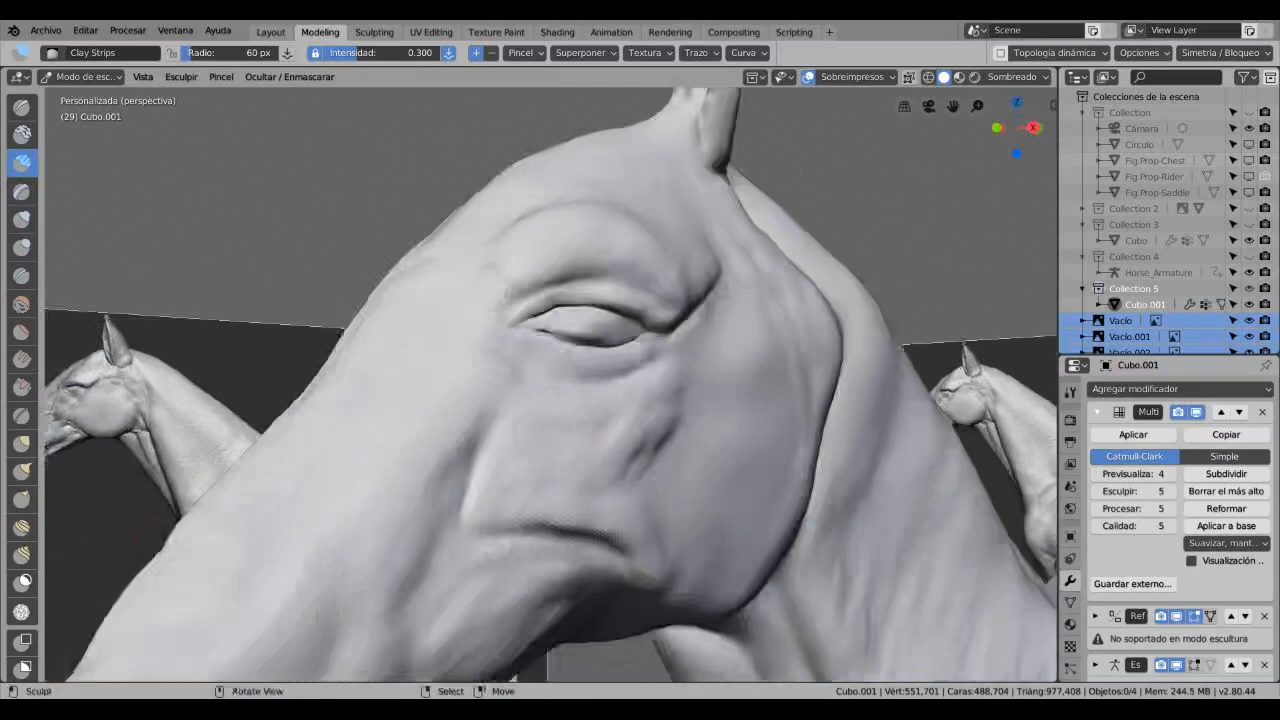 Archivo Editar Procesar Ventana Ayuda Layout Modeling Sculpting UV Editing Texture Paint Shading Animation Rendering Compositing Scripting + Scene View Layer
Clay Strips Radio: 60 px Intensidad: 0.300 Pincel Superponer Textura Trazo Curva Topología dinámica Opciones Simetría / Bloqueo
Modo de esc... Vista Esculpir Pincel Ocultar / Enmascarar Sobreimpresos Sombreado
Personalizada (perspectiva)
(29) Cubo.001
Z
X
Colecciones de la escena
Collection
Cámara
Círculo
Fig.Prop-Chest
Fig.Prop-Rider
Fig.Prop-Saddle
Collection 2
Collection 3
Cubo
Collection 4
Horse_Armature
Collection 5
Cubo.001
Vacío
Vacío.001
Vacío.002
Cubo.001
Agregar modificador
Multi
Aplicar Copiar
Catmull-Clark Simple
Previsualiza: 4 Subdividir
Esculpir: 5 Borrar el más alto
Procesar: 5 Reformar
Calidad: 5 Aplicar a base
Suavizar, mant..
Visualización ..
Guardar externo...
Ref
No soportado en modo escultura
Es
Sculpt Rotate View Select Move Cubo.001 | Vért:551,701 | Caras:488,704 | Triáng:977,408 | Objetos:0/4 | Mem: 244.5 MB | v2.80.44